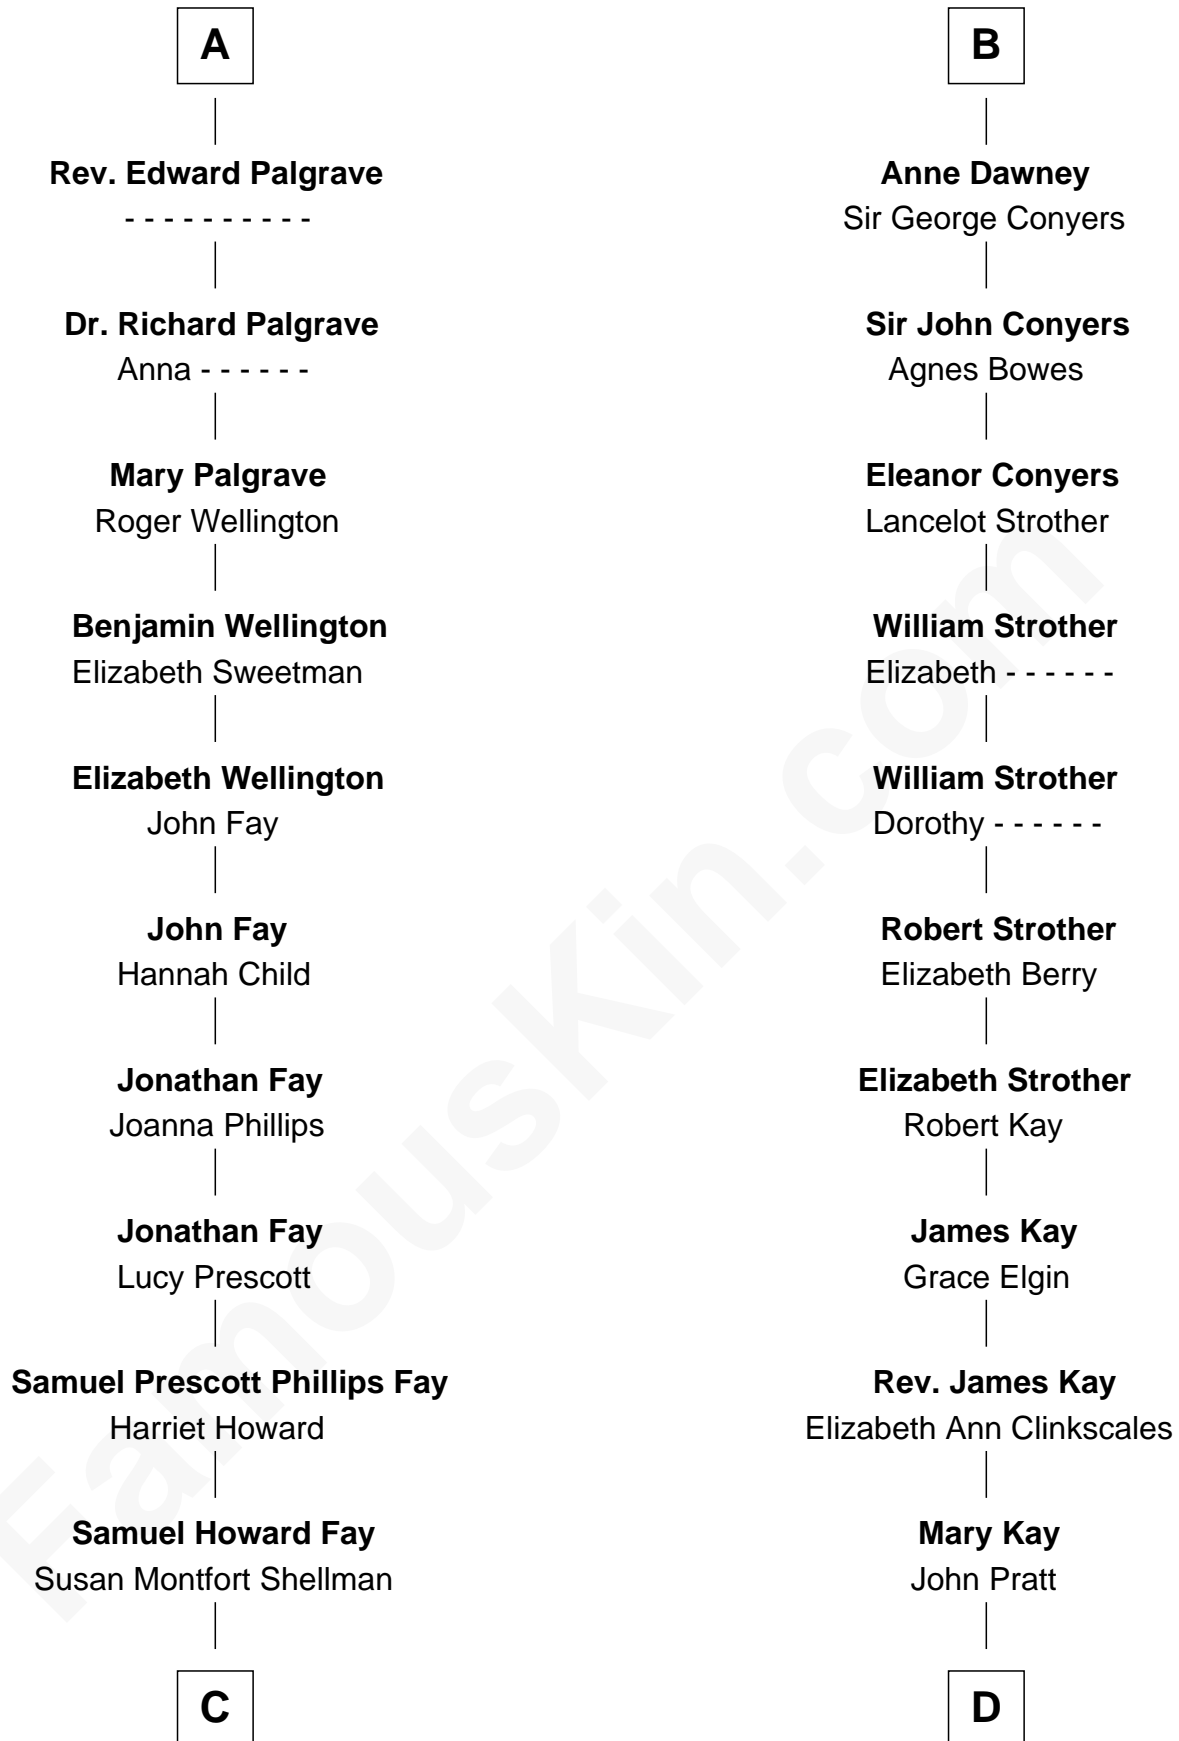 A
Rev. Edward Palgrave
- - - - - - - - - -
Dr. Richard Palgrave
Anna - - - - - -
Mary Palgrave
Roger Wellington
Benjamin Wellington
Elizabeth Sweetman
Elizabeth Wellington
John Fay
John Fay
Hannah Child
Jonathan Fay
Joanna Phillips
Jonathan Fay
Lucy Prescott
Samuel Prescott Phillips Fay
Harriet Howard
Samuel Howard Fay
Susan Montfort Shellman
C
B
Anne Dawney
Sir George Conyers
Sir John Conyers
Agnes Bowes
Eleanor Conyers
Lancelot Strother
William Strother
Elizabeth - - - - - -
William Strother
Dorothy - - - - - -
Robert Strother
Elizabeth Berry
Elizabeth Strother
Robert Kay
James Kay
Grace Elgin
Rev. James Kay
Elizabeth Ann Clinkscales
Mary Kay
John Pratt
D
FamousKin.com